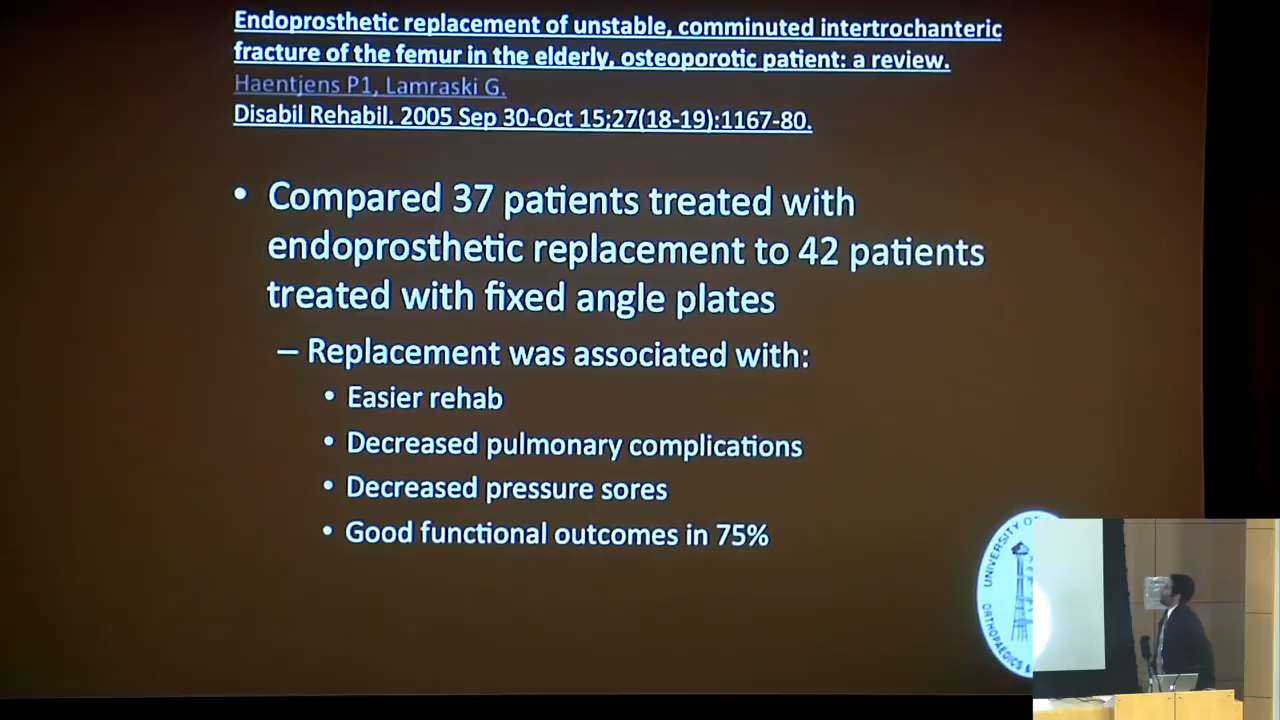 Endoprosthetic replacement of unstable, comminuted intertrochanteric
fracture of the femur in the elderly, osteoporotic patient: a review.
Haentjens P1, Lamraski G.
Disabil Rehabil. 2005 Sep 30-Oct 15;27(18-19):1167-80.
• Compared 37 patients treated with
endoprosthetic replacement to 42 patients
treated with fixed angle plates
– Replacement was associated with:
• Easier rehab
• Decreased pulmonary complications
• Decreased pressure sores
• Good functional outcomes in 75%
UNIVERSITY OF
ORTHOPAEDICS &